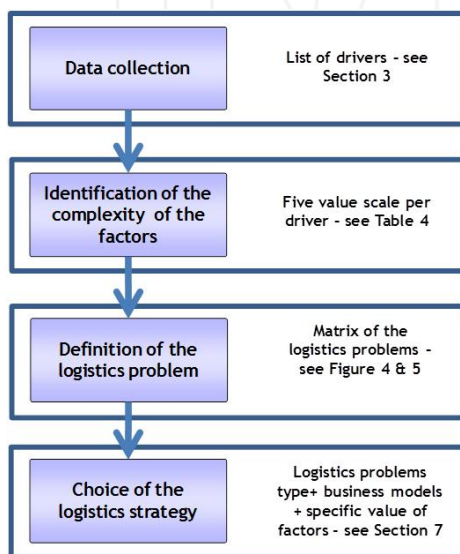 Data collection
List of drivers - see
Section 3
Identification of the
complexity of the
factors
Five value scale per
driver - see Table 4
Definition of the
logistics problem
Matrix of the
logistics problems -
see Figure 4 & 5
Choice of the
logistics strategy
Logistics problems
type+ business models
+ specific value of
factors - see Section 7